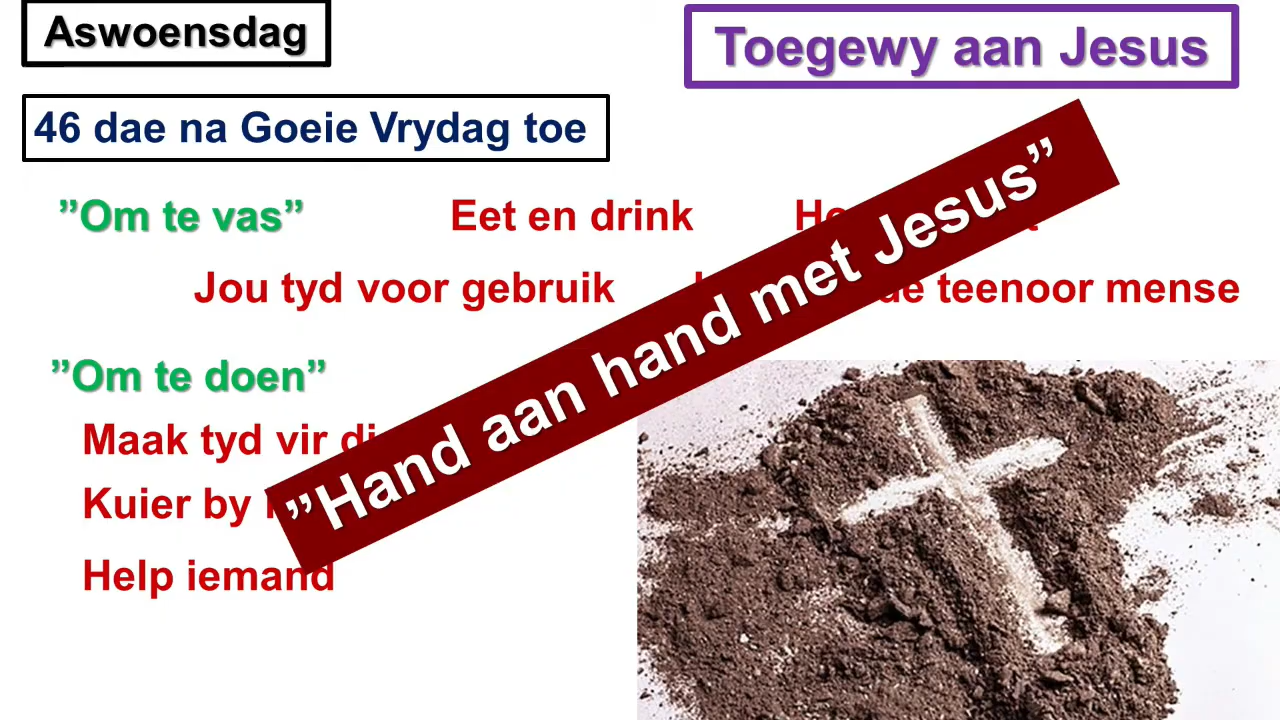 Aswoensdag
Toegewy aan Jesus
46 dae na Goeie Vrydag toe
”Om te vas”
Eet en drink
Jou tyd voor gebruik
teenoor mense
”Om te doen”
Maak tyd vir
Kuier by
Help iemand
”Hand aan hand met Jesus”